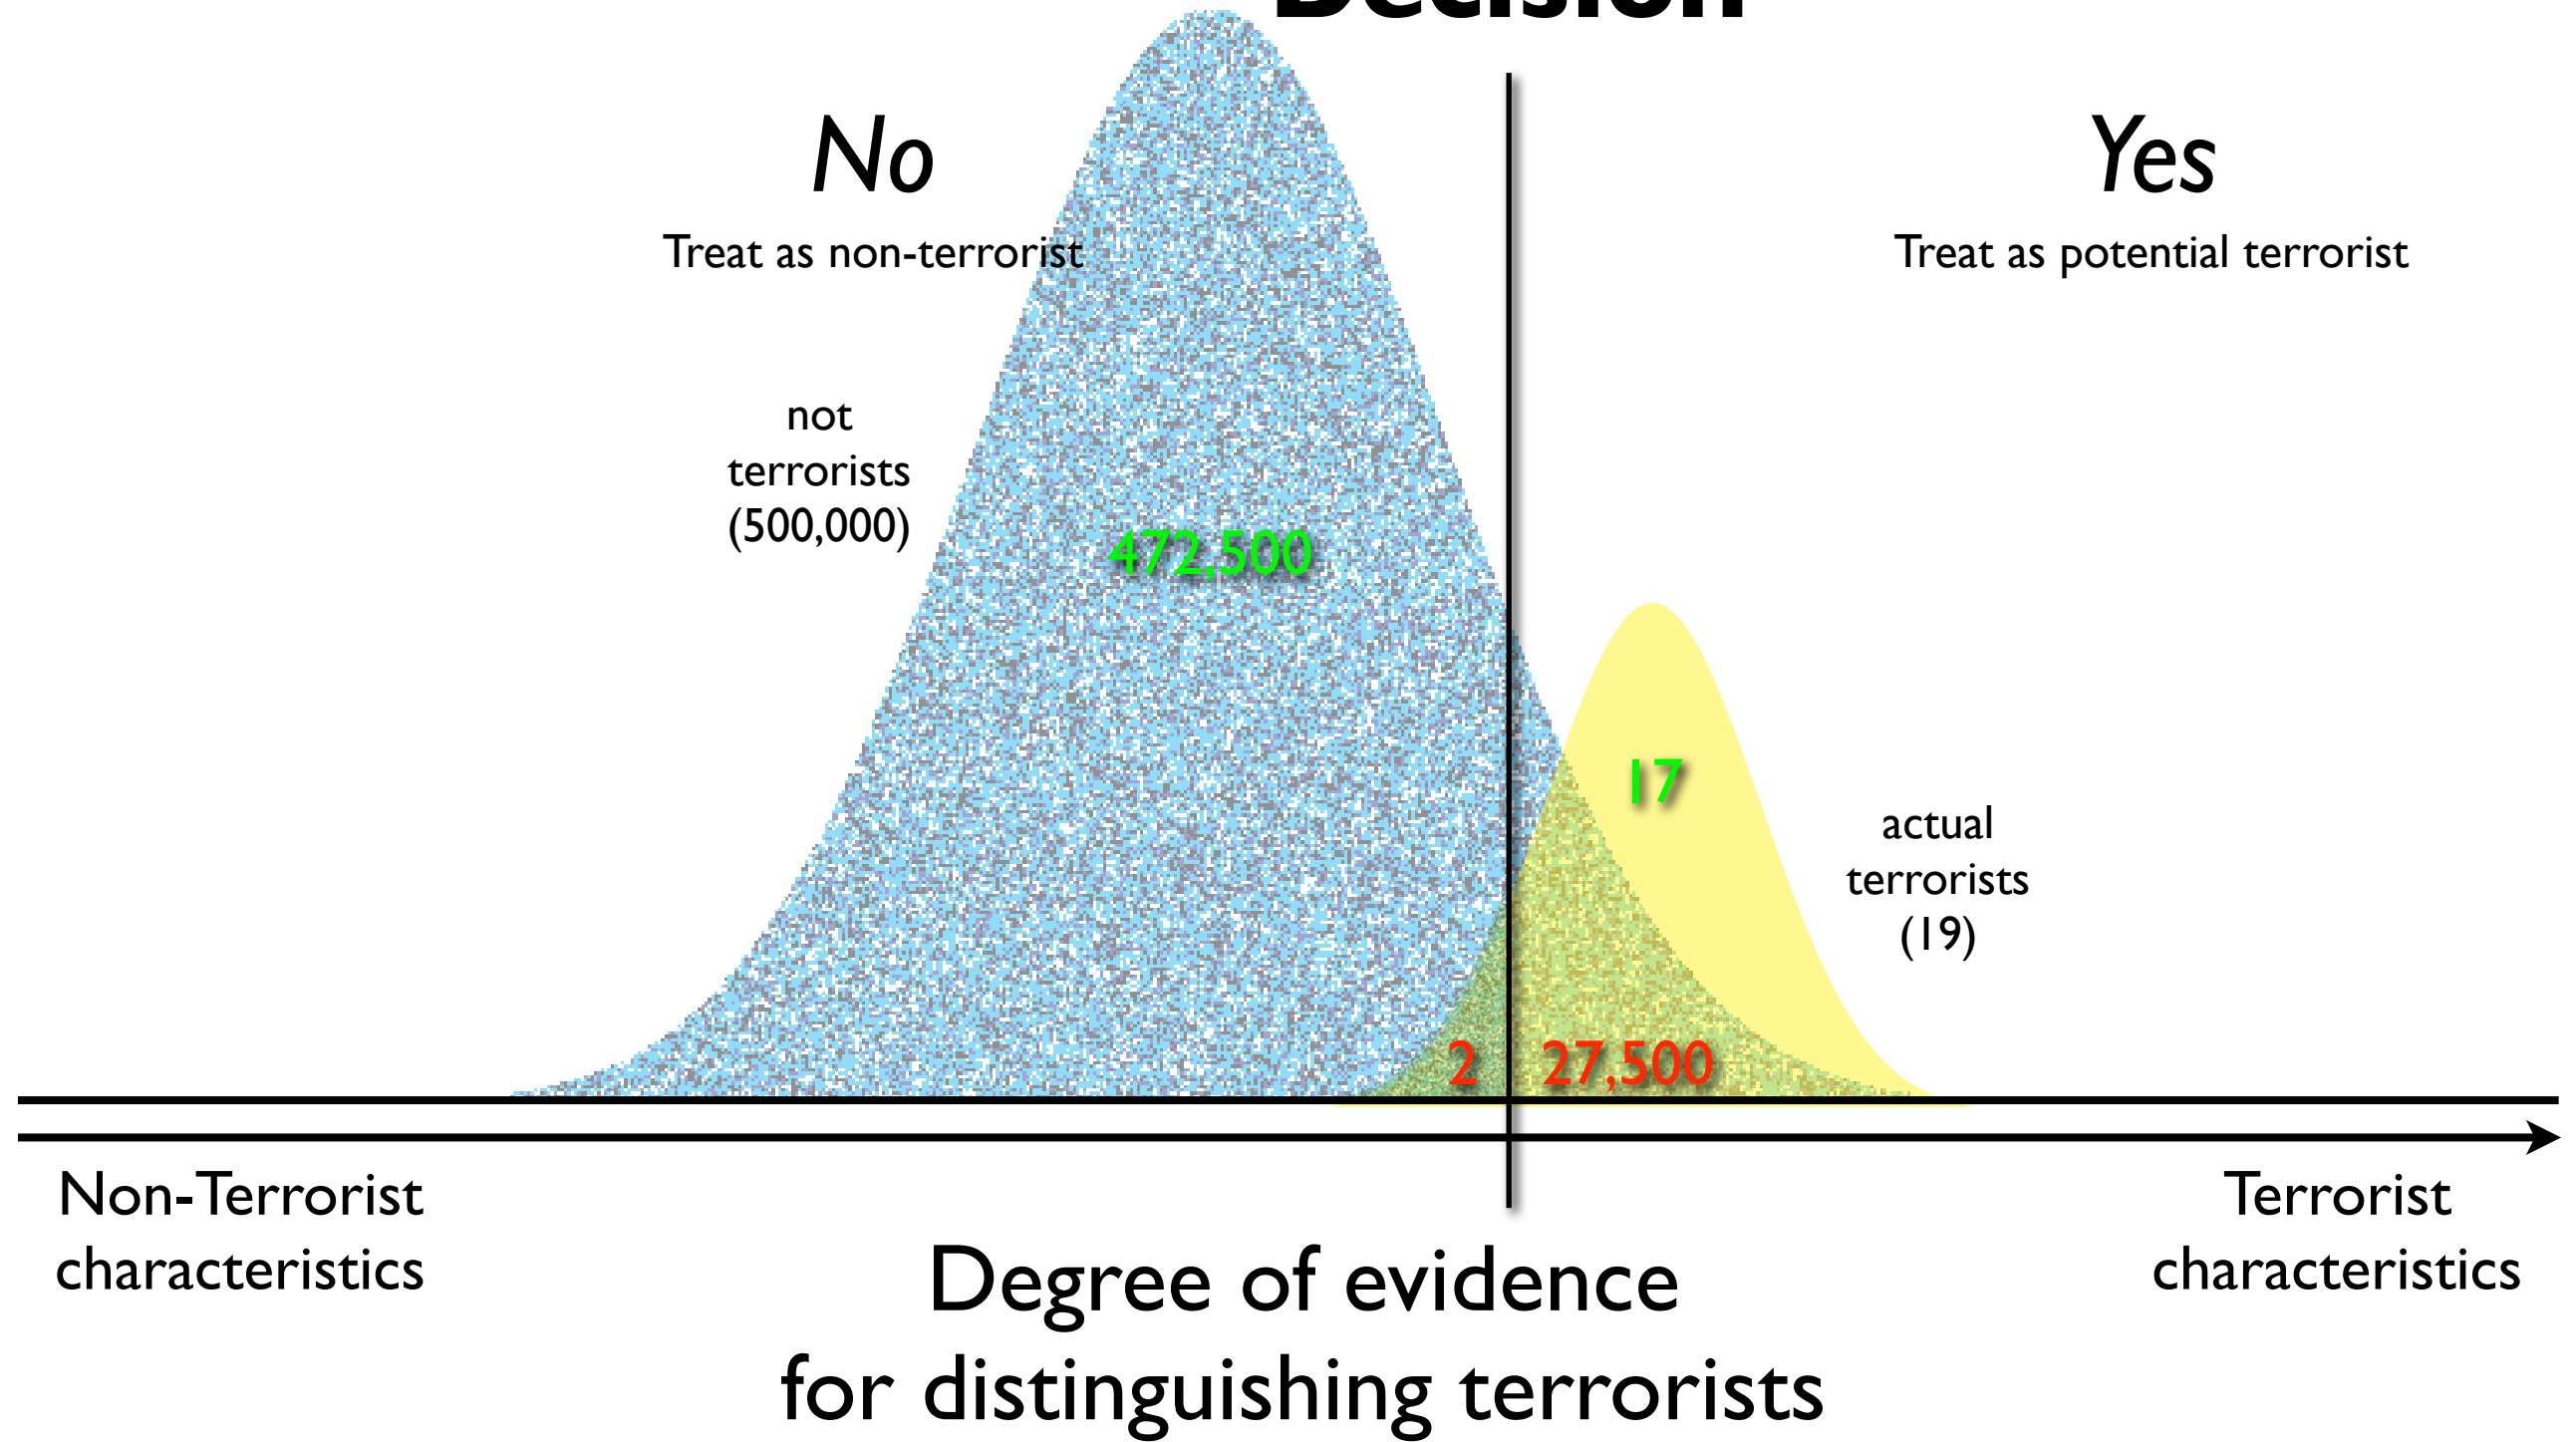 Decision
No
Yes
Treat as non-terrorist
Treat as potential terrorist
not
terrorists
(500,000)
472,500
17
actual
terrorists
(19)
2
27,500
Non-Terrorist
characteristics
Terrorist
characteristics
Degree of evidence
for distinguishing terrorists